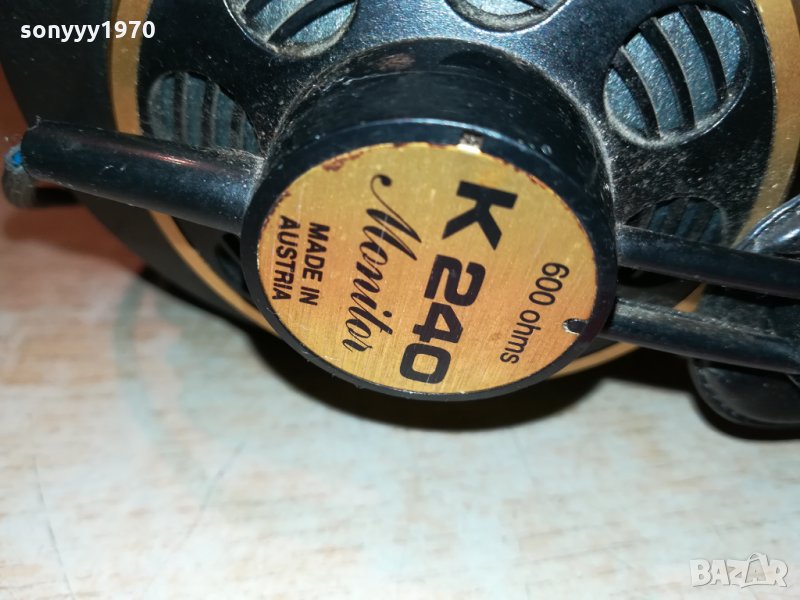 sonyyy1970
600 ohms
K 240
Monitor
MADE IN
AUSTRIA
BAZAR